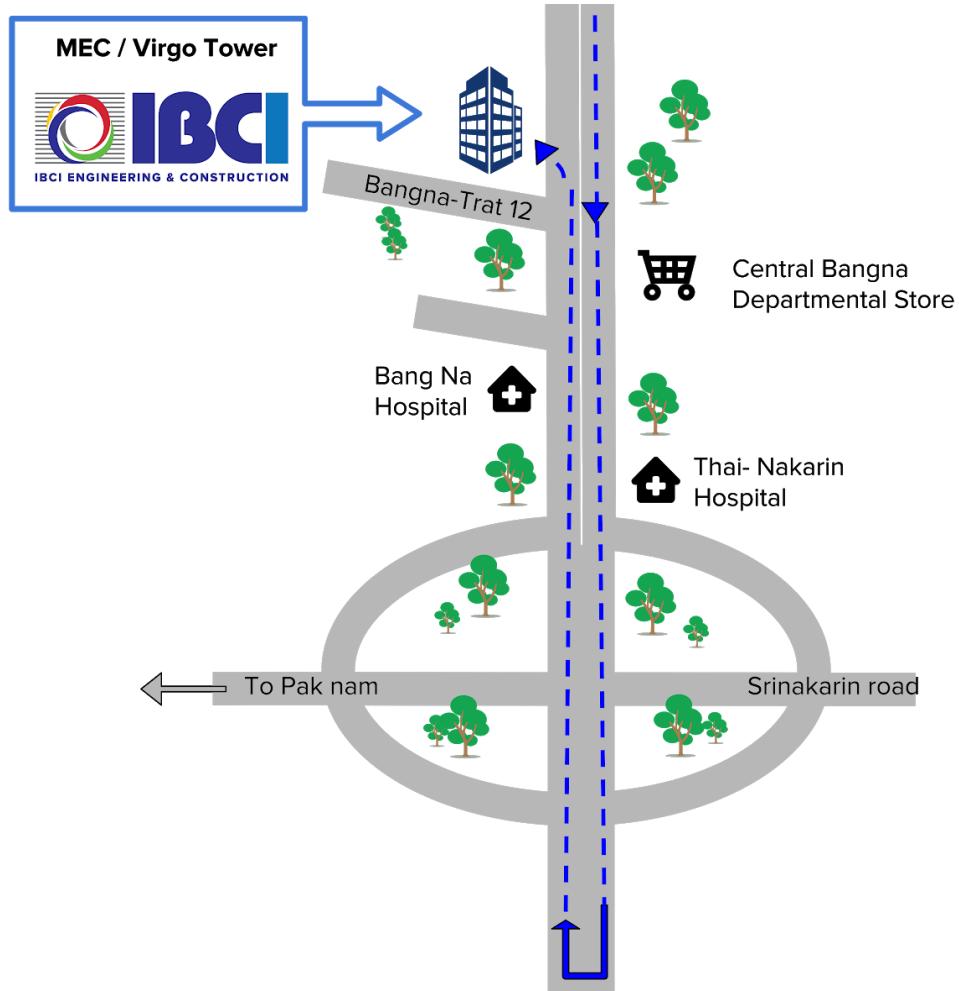 MEC / Virgo Tower
IBCI
IBCI ENGINEERING & CONSTRUCTION
Bangna-Trat 12
Central Bangna
Departmental Store
Bang Na
Hospital
Thai- Nakarin
Hospital
To Pak nam
Srinakarin road